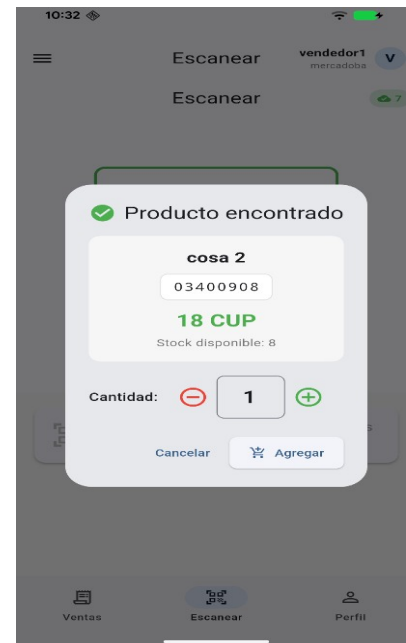 10:32
Escanear
vendedor1
mercadoba
V
Escanear
7
Producto encontrado
cosa 2
03400908
18 CUP
Stock disponible: 8
Cantidad:
1
s
Cancelar
Agregar
Ventas
Escanear
Perfil